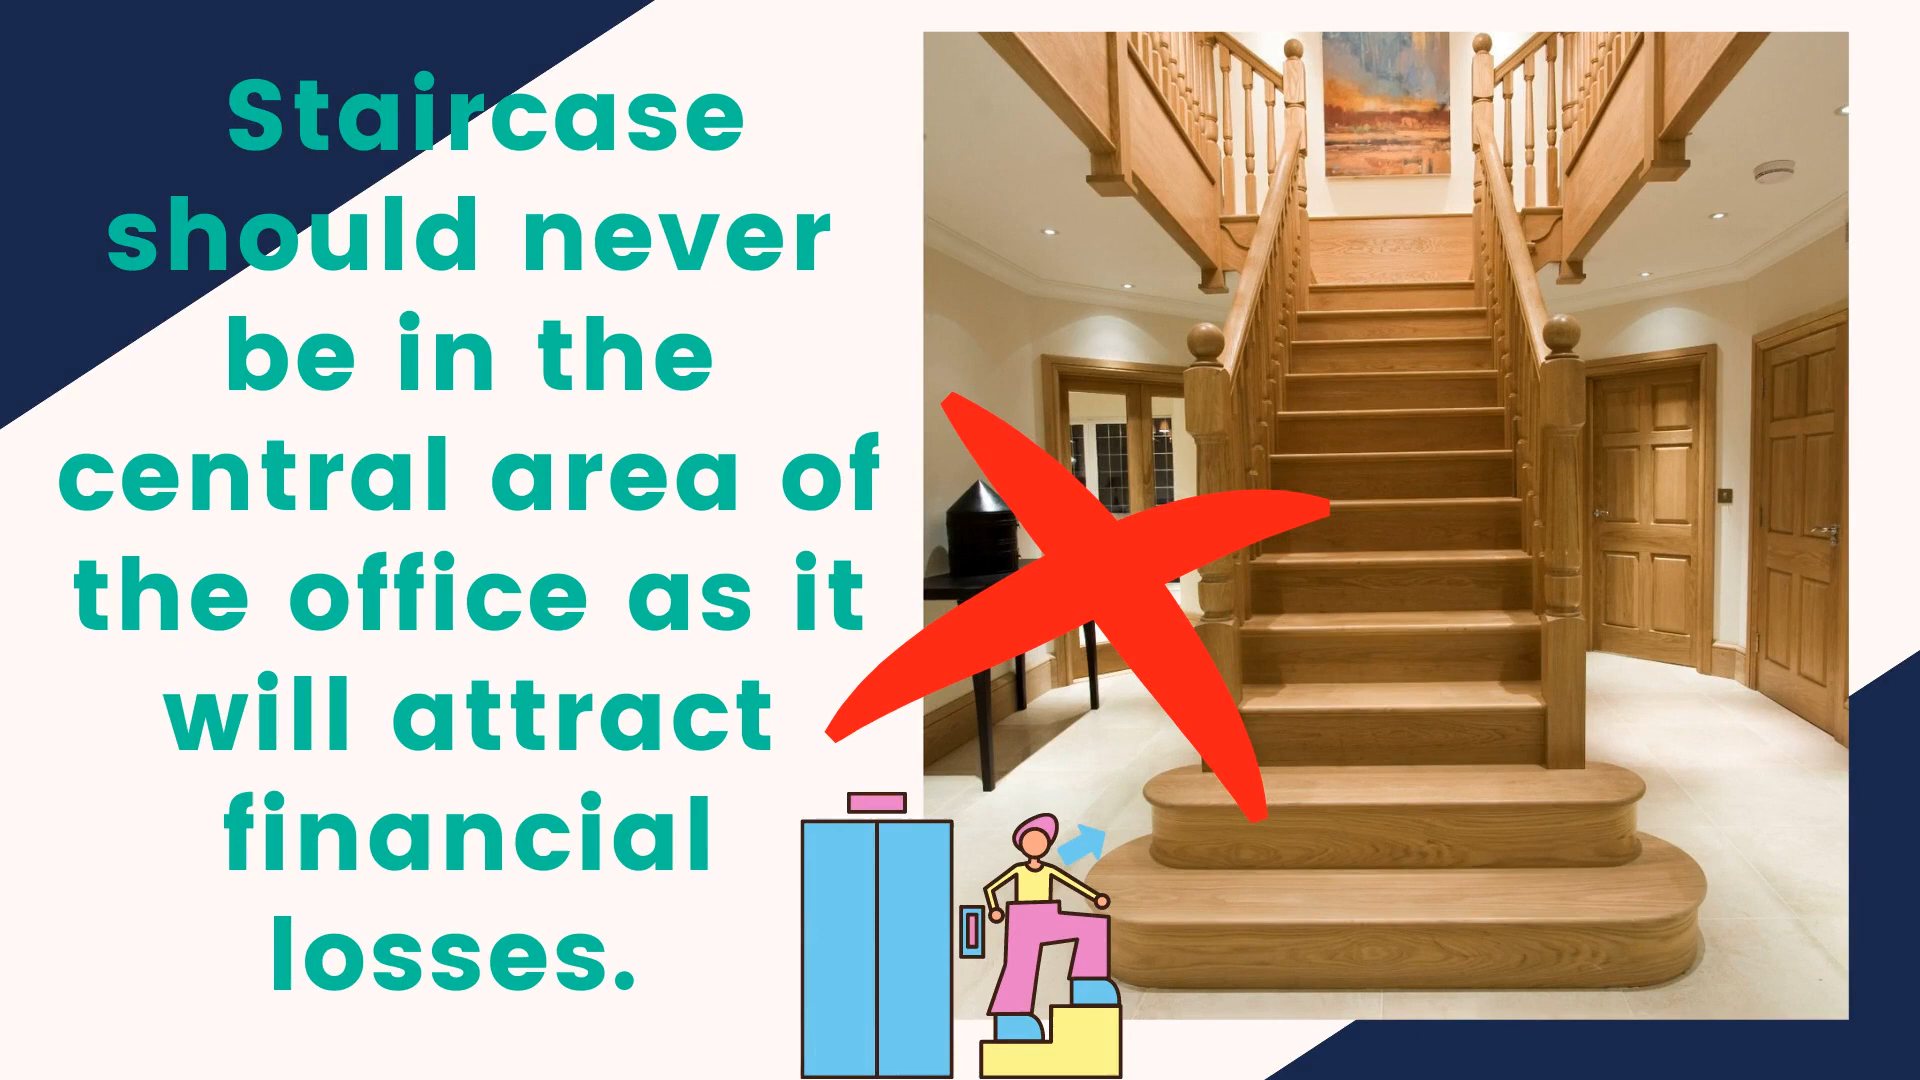 Staircase
should never
be in the
central area of
the office as it
will attract
financial
losses.